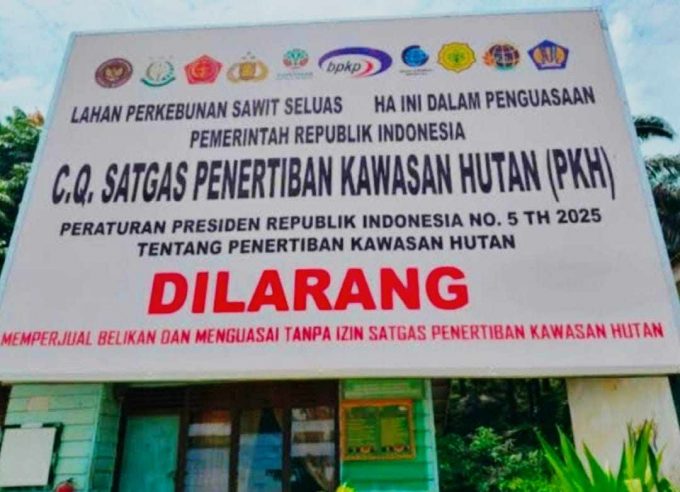 bpkp
LAHAN PERKEBUNAN SAWIT SELUAS HA INI DALAM PENGUASAAN
PEMERINTAH REPUBLIK INDONESIA
C.Q. SATGAS PENERTIBAN KAWASAN HUTAN (PKH)
PERATURAN PRESIDEN REPUBLIK INDONESIA NO. 5 TH 2025
TENTANG PENERTIBAN KAWASAN HUTAN
DILARANG
MEMPERJUAL BELIKAN DAN MENGUASAI TANPA IZIN SATGAS PENERTIBAN KAWASAN HUTAN